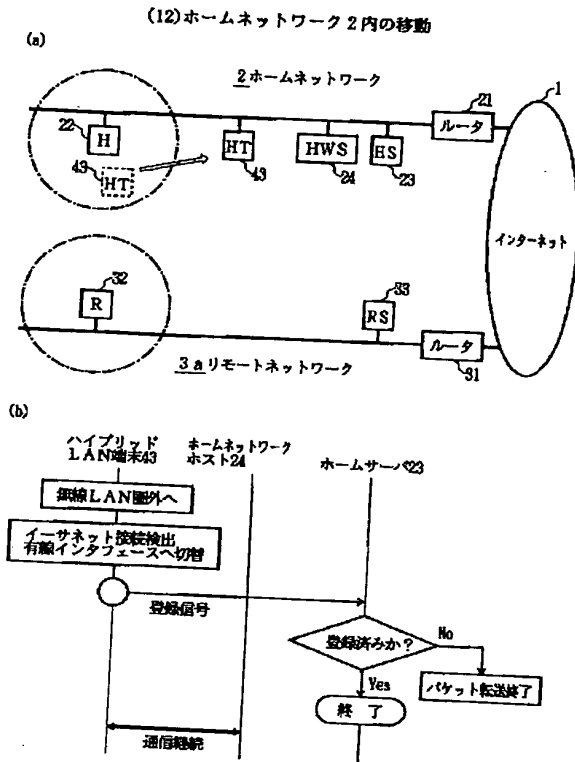 (12)ホームネットワーク2内の移動
(a)
2ホームネットワーク
1
21
ルータ
22
H
HT
43
HWS
24
HS
23
43
HT
インターネット
32
R
33
RS
ルータ
31
3aリモートネットワーク
(b)
ハイブリッド
LAN端末43
ホームネットワーク
ホスト24
ホームサーバ23
無線LAN圏外へ
イーサネット接続検出
有線インタフェースへ切替
登録信号
登録済みか?
No
Yes
パケット転送終了
終了
通信継続